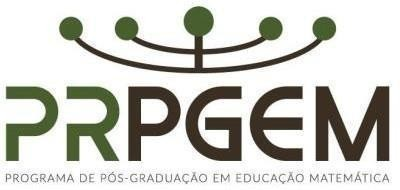 PRPGEM
PROGRAMA DE PÓS-GRADUAÇÃO EM EDUCAÇÃO MATEMÁTICA